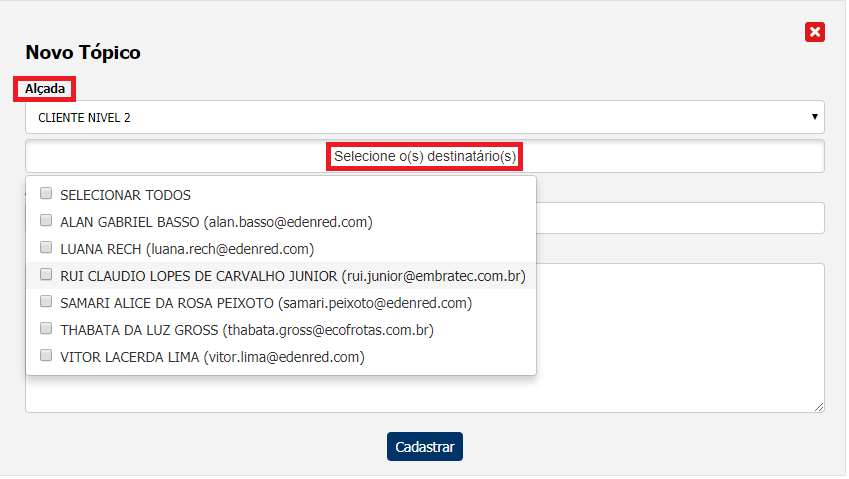 Novo Tópico
Alçada
CLIENTE NIVEL 2
Selecione o(s) destinatário(s)
SELECIONAR TODOS
ALAN GABRIEL BASSO (alan.basso@edenred.com)
LUANA RECH (luana.rech@edenred.com)
RUI CLAUDIO LOPES DE CARVALHO JUNIOR (rui.junior@embratec.com.br)
SAMARI ALICE DA ROSA PEIXOTO (samari.peixoto@edenred.com)
THABATA DA LUZ GROSS (thabata.gross@ecofrotas.com.br)
VITOR LACERDA LIMA (vitor.lima@edenred.com)
Cadastrar